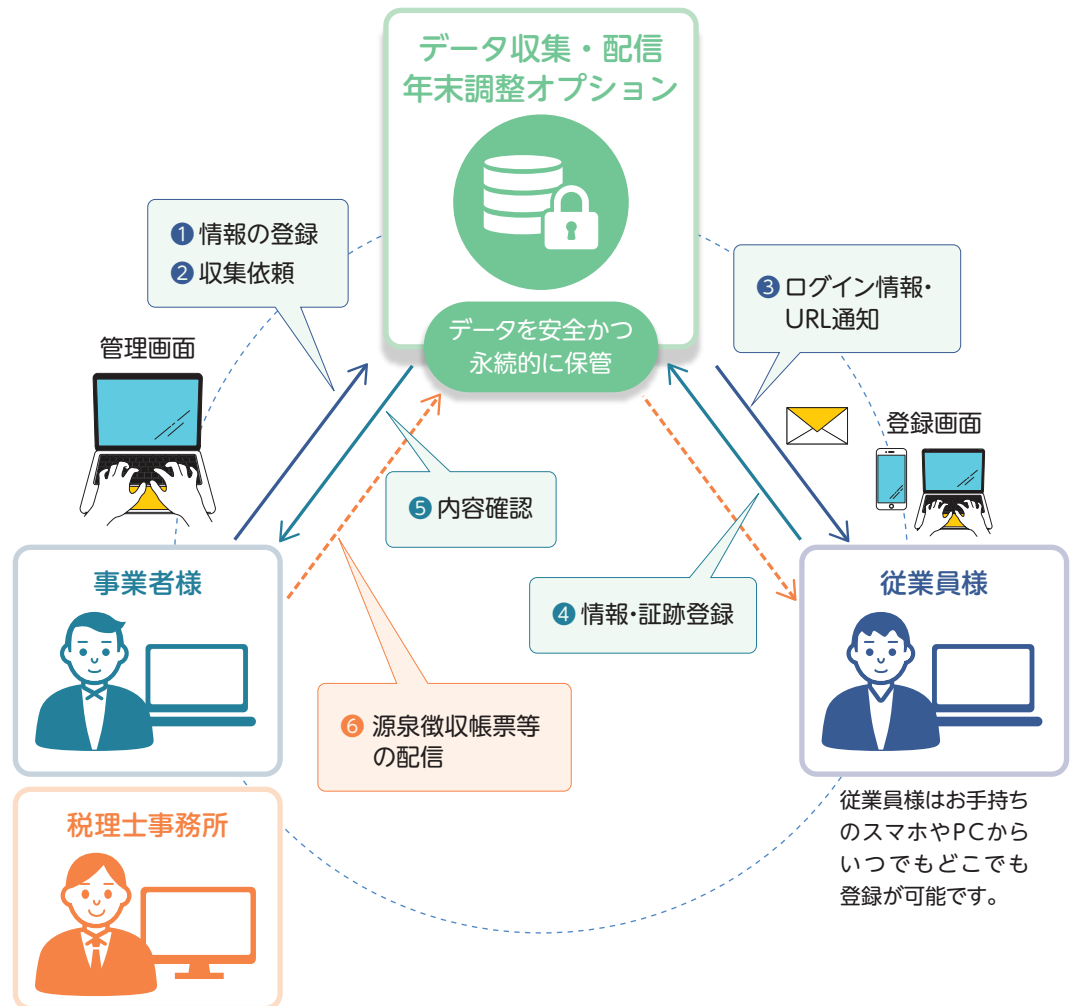 データ収集・配信
年末調整オプション
❶ 情報の登録
❷ 収集依頼
❸ ログイン情報・
URL通知
データを安全かつ
永続的に保管
管理画面
登録画面
❺ 内容確認
事業者様
従業員様
❹ 情報・証跡登録
❻ 源泉徴収帳票等
の配信
従業員様はお手持ち
のスマホやPCから
いつでもどこでも
登録が可能です。
税理士事務所